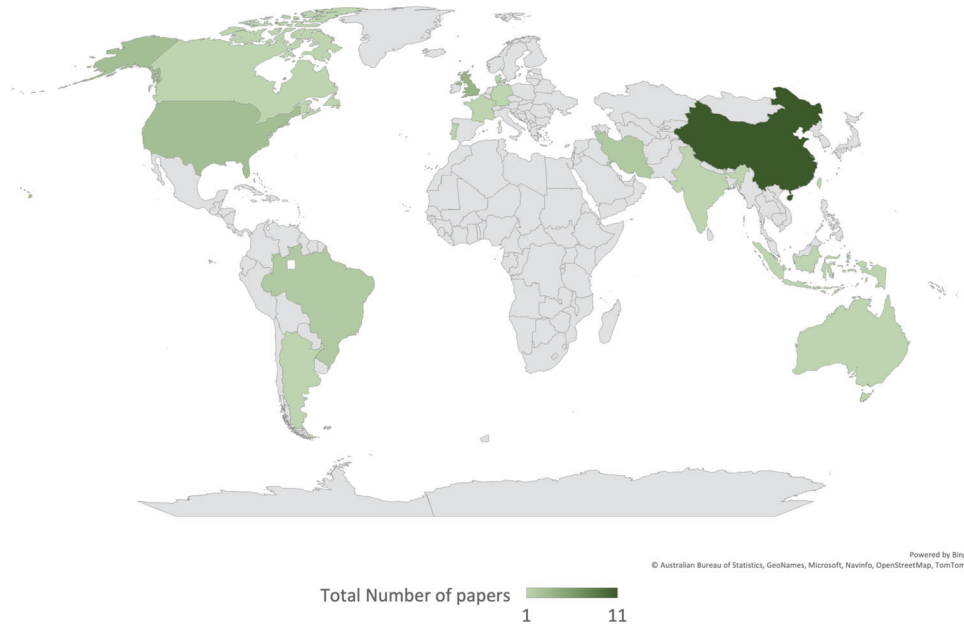 Powered by Bing
© Australian Bureau of Statistics, GeoNames, Microsoft, Navinfo, OpenStreetMap, TomTom
Total Number of papers
1
11